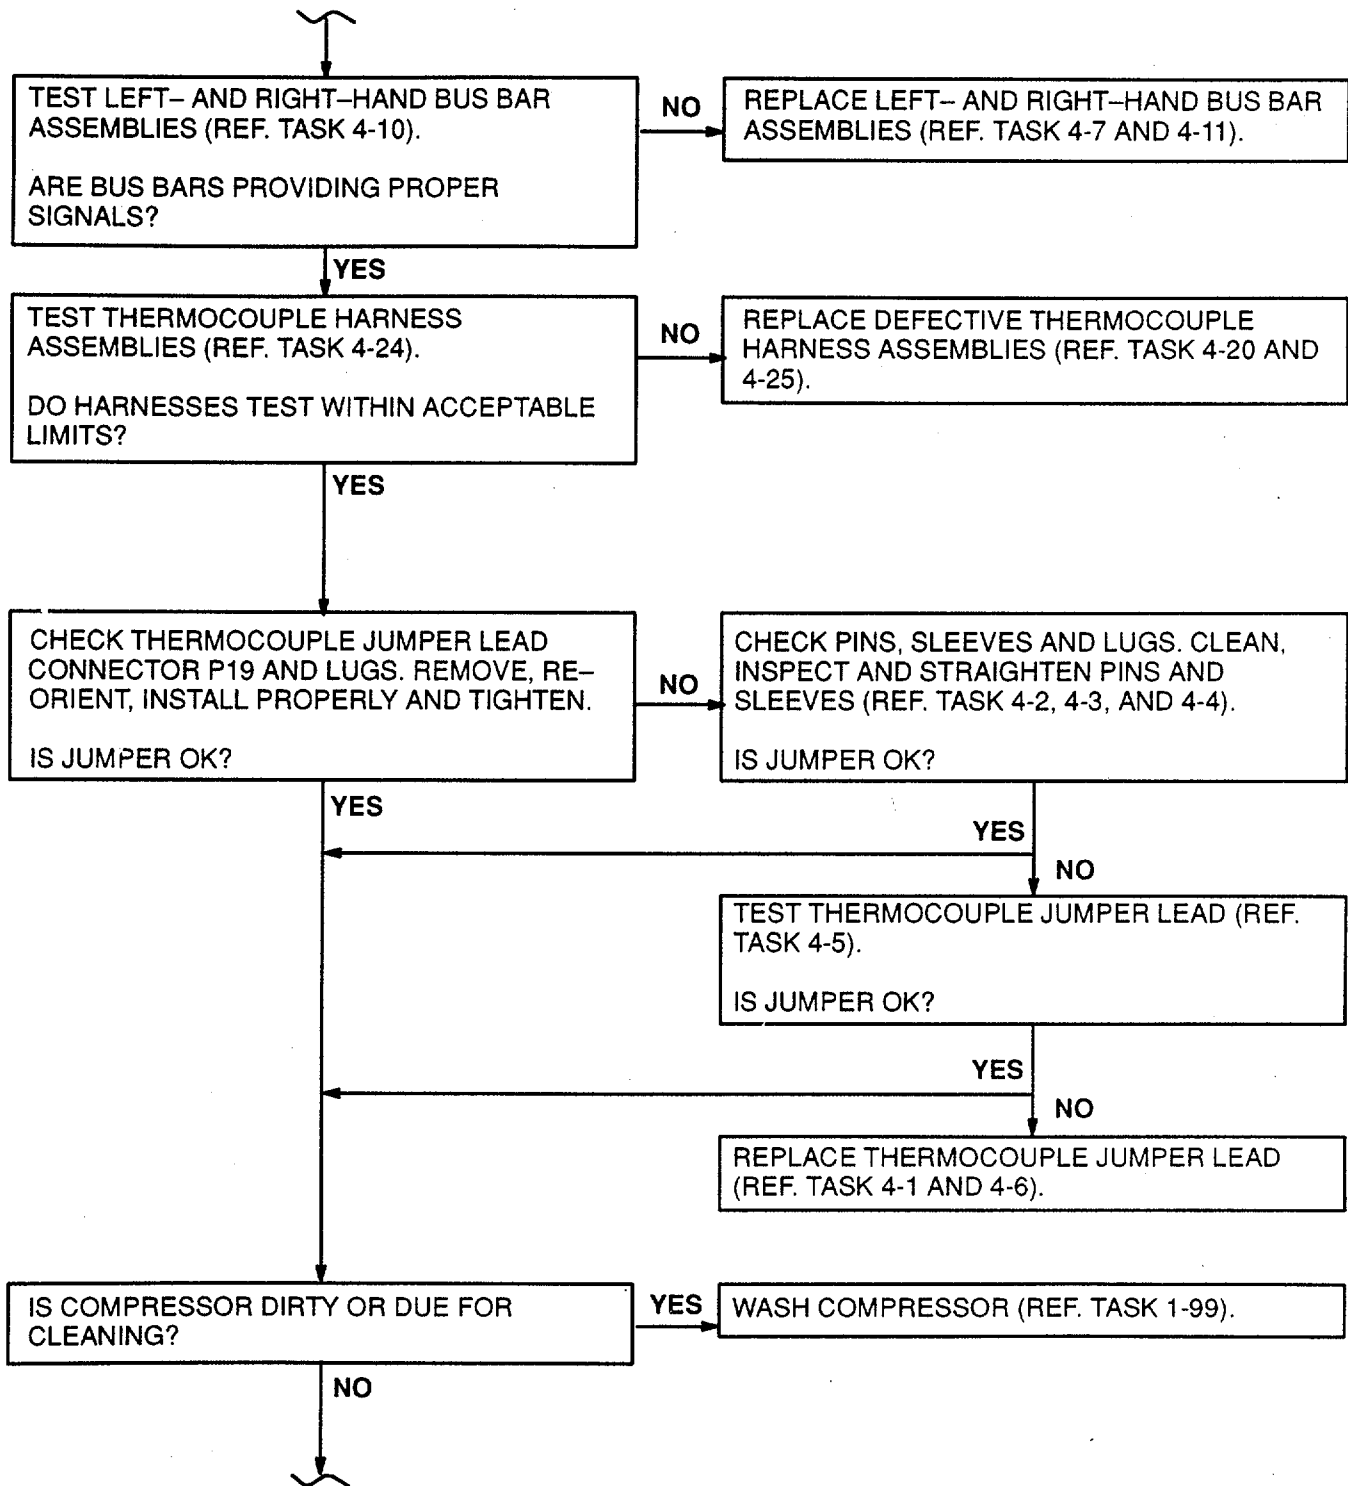 TEST LEFT– AND RIGHT–HAND BUS BAR
ASSEMBLIES (REF. TASK 4-10).
ARE BUS BARS PROVIDING PROPER
SIGNALS?
NO
REPLACE LEFT– AND RIGHT–HAND BUS BAR
ASSEMBLIES (REF. TASK 4-7 AND 4-11).
YES
TEST THERMOCOUPLE HARNESS
ASSEMBLIES (REF. TASK 4-24).
DO HARNESSES TEST WITHIN ACCEPTABLE
LIMITS?
NO
REPLACE DEFECTIVE THERMOCOUPLE
HARNESS ASSEMBLIES (REF. TASK 4-20 AND
4-25).
YES
CHECK THERMOCOUPLE JUMPER LEAD
CONNECTOR P19 AND LUGS. REMOVE, RE–
ORIENT, INSTALL PROPERLY AND TIGHTEN.
IS JUMPER OK?
NO
CHECK PINS, SLEEVES AND LUGS. CLEAN,
INSPECT AND STRAIGHTEN PINS AND
SLEEVES (REF. TASK 4-2, 4-3, AND 4-4).
IS JUMPER OK?
YES
YES
NO
TEST THERMOCOUPLE JUMPER LEAD (REF.
TASK 4-5).
IS JUMPER OK?
YES
NO
REPLACE THERMOCOUPLE JUMPER LEAD
(REF. TASK 4-1 AND 4-6).
IS COMPRESSOR DIRTY OR DUE FOR
CLEANING?
YES
WASH COMPRESSOR (REF. TASK 1-99).
NO